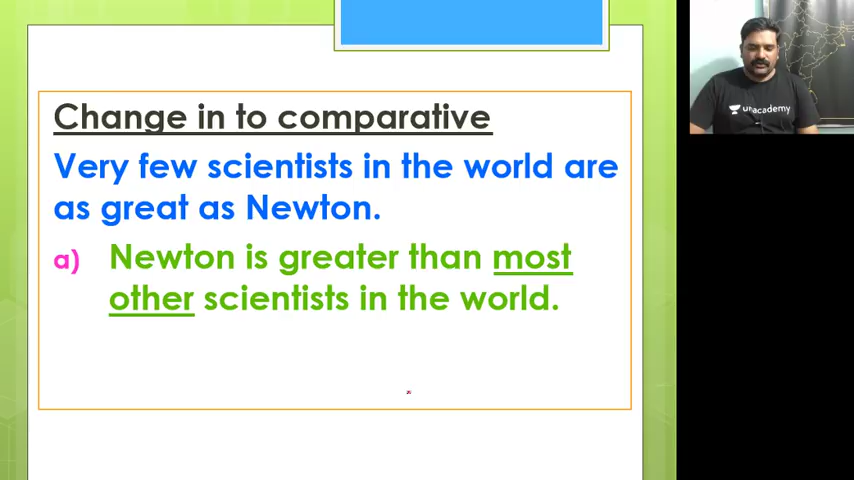 Change in to comparative
Very few scientists in the world are
as great as Newton.
a) Newton is greater than most
other scientists in the world.
unacademy